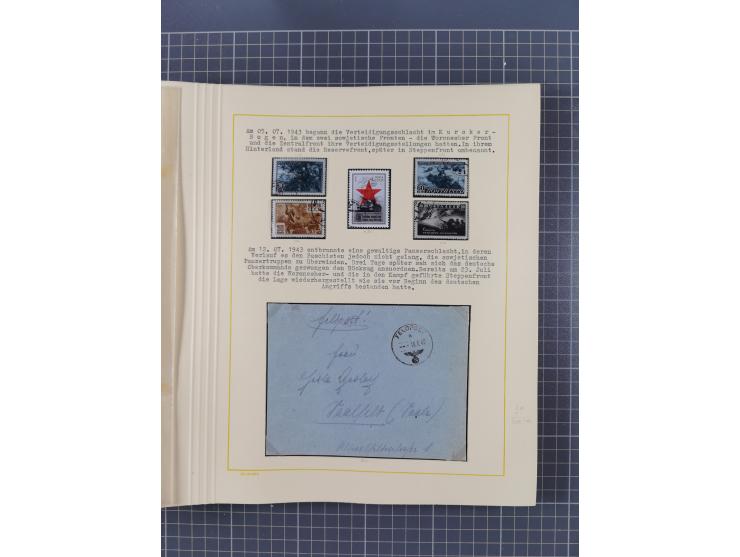 Am 05. 07. 1943 begann die Verteidigungsschlacht im K u r s k e r -
B o g e n, in dem zwei sowjetische Fronten - die Woronesher Front
und die Zentralfront ihre Verteidigungsstellungen hatten. In ihrem
Hinterland stand die Reservefront, später in Steppenfront umbenannt.
Am 12. 07. 1943 entbrannte eine gewaltige Panzerschlacht, in deren
Verlauf es den Faschisten jedoch nicht gelang, die sowjetischen
Panzertruppen zu überwinden. Drei Tage später sah sich das deutsche
Oberkommando gezwungen den Rückzug anzuordnen. Bereits am 23. Juli
hatte die Woronesher- und die in den Kampf geführte Steppenfront
die Lage wiederhergestellt wie sie vor Beginn des deutschen
Angriffs bestanden hatte.
Feldpost!
FELDPOST
Frau
Saalfeld (Saale)